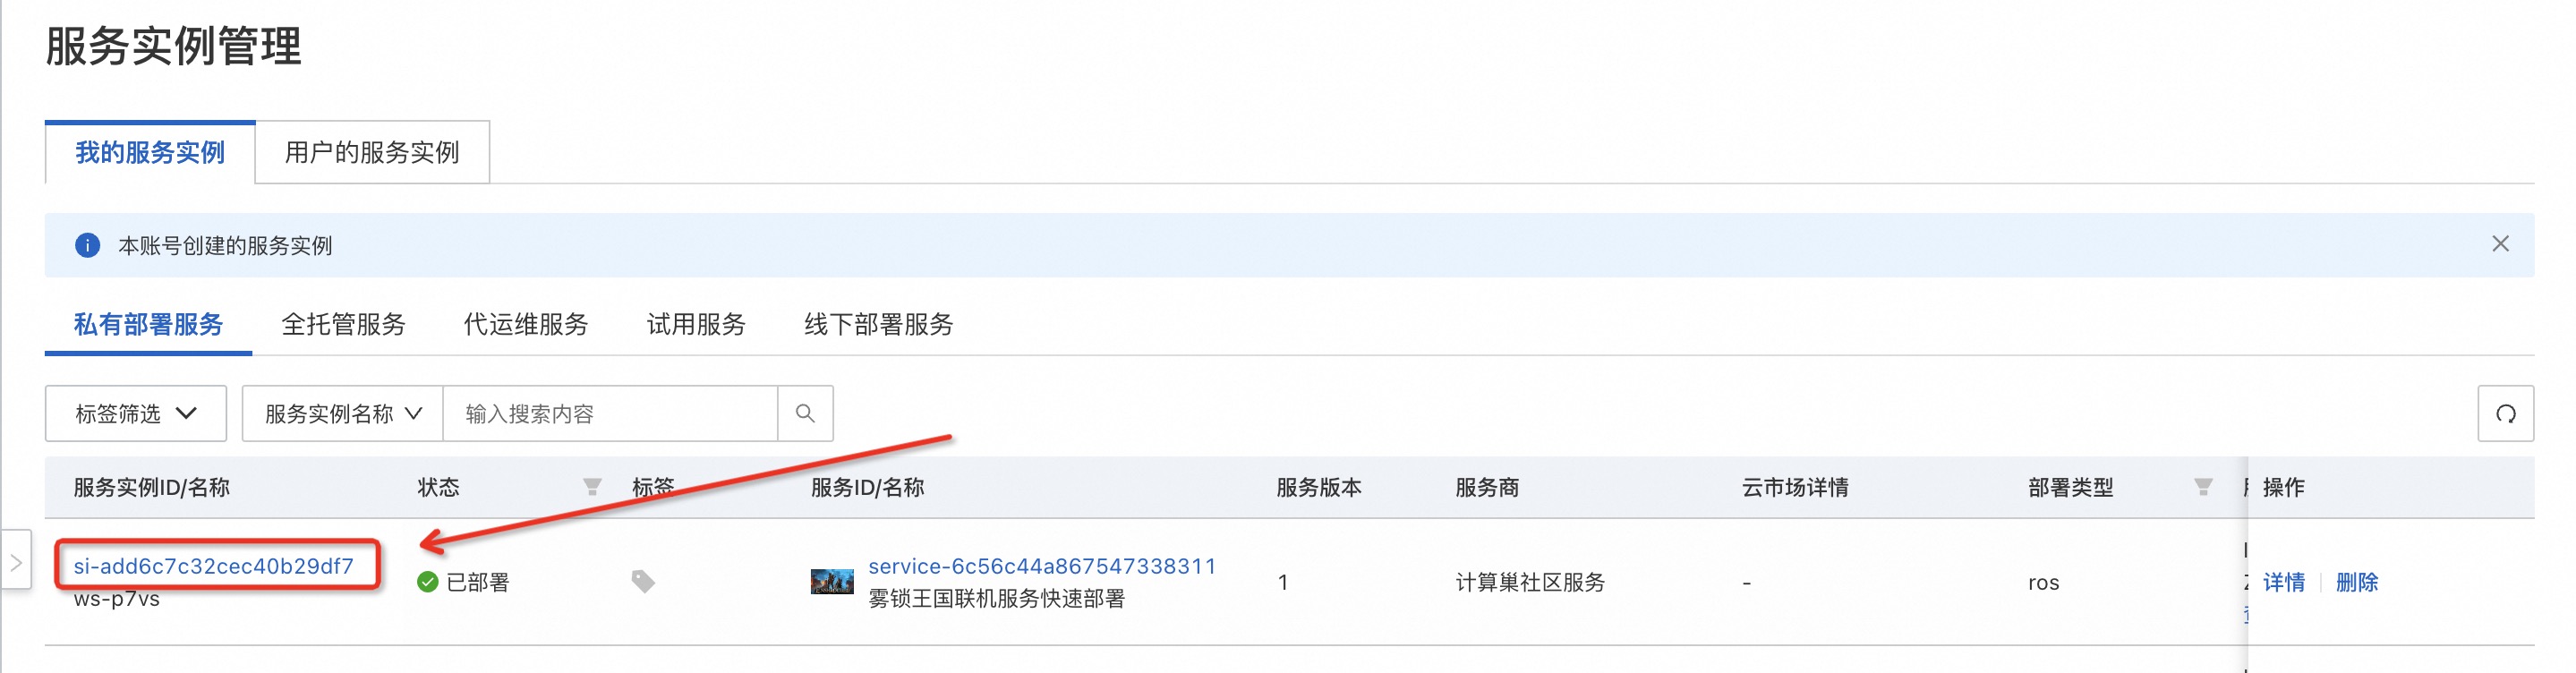 服务实例管理
我的服务实例 用户的服务实例
本账号创建的服务实例
私有部署服务 全托管服务 代运维服务 试用服务 线下部署服务
标签筛选 服务实例名称 输入搜索内容
服务实例ID/名称 状态 标签 服务ID/名称 服务版本 服务商 云市场详情 部署类型 操作
si-add6c7c32cec40b29df7 service-6c56c44a867547338311
已部署 1 计算巢社区服务 - ros 详情 删除
ws-p7vs 雾锁王国联机服务快速部署